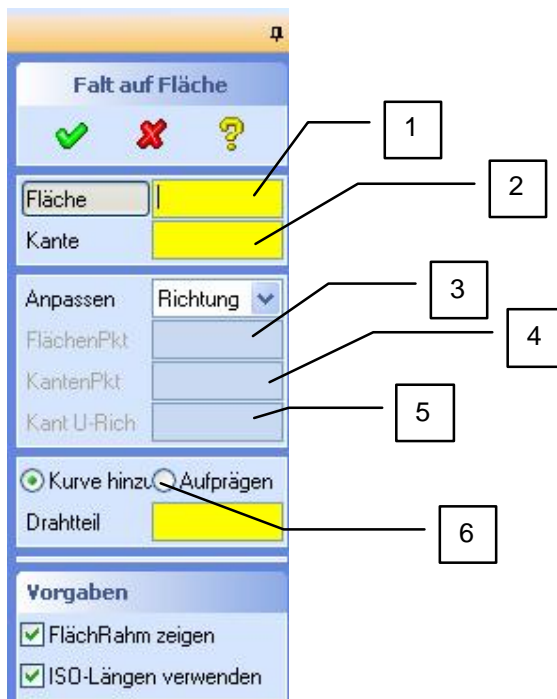 Falt auf Fläche
1
Fläche
2
Kante
Anpassen Richtung
3
FlächenPkt
4
KantenPkt
5
Kant U-Rich
Kurve hinzu Aufprägen
6
Drahtteil
Vorgaben
FlächRahm zeigen
ISO-Längen verwenden